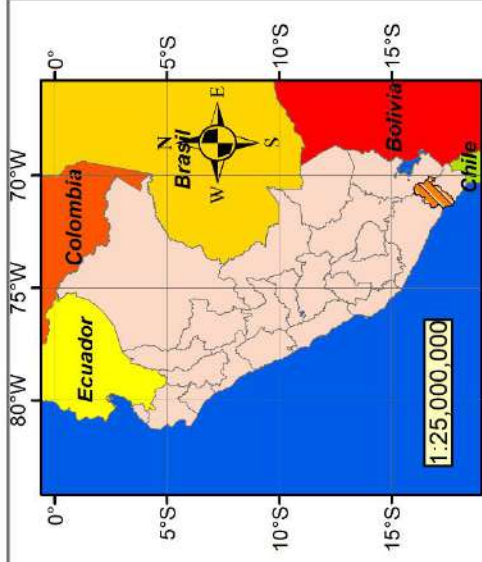 80°W
75°W
70°W
0°
0°
Colombia
Ecuador
N
Brasil
W
E
S
5°S
5°S
10°S
10°S
Bolivia
15°S
15°S
Chile
1:25,000,000